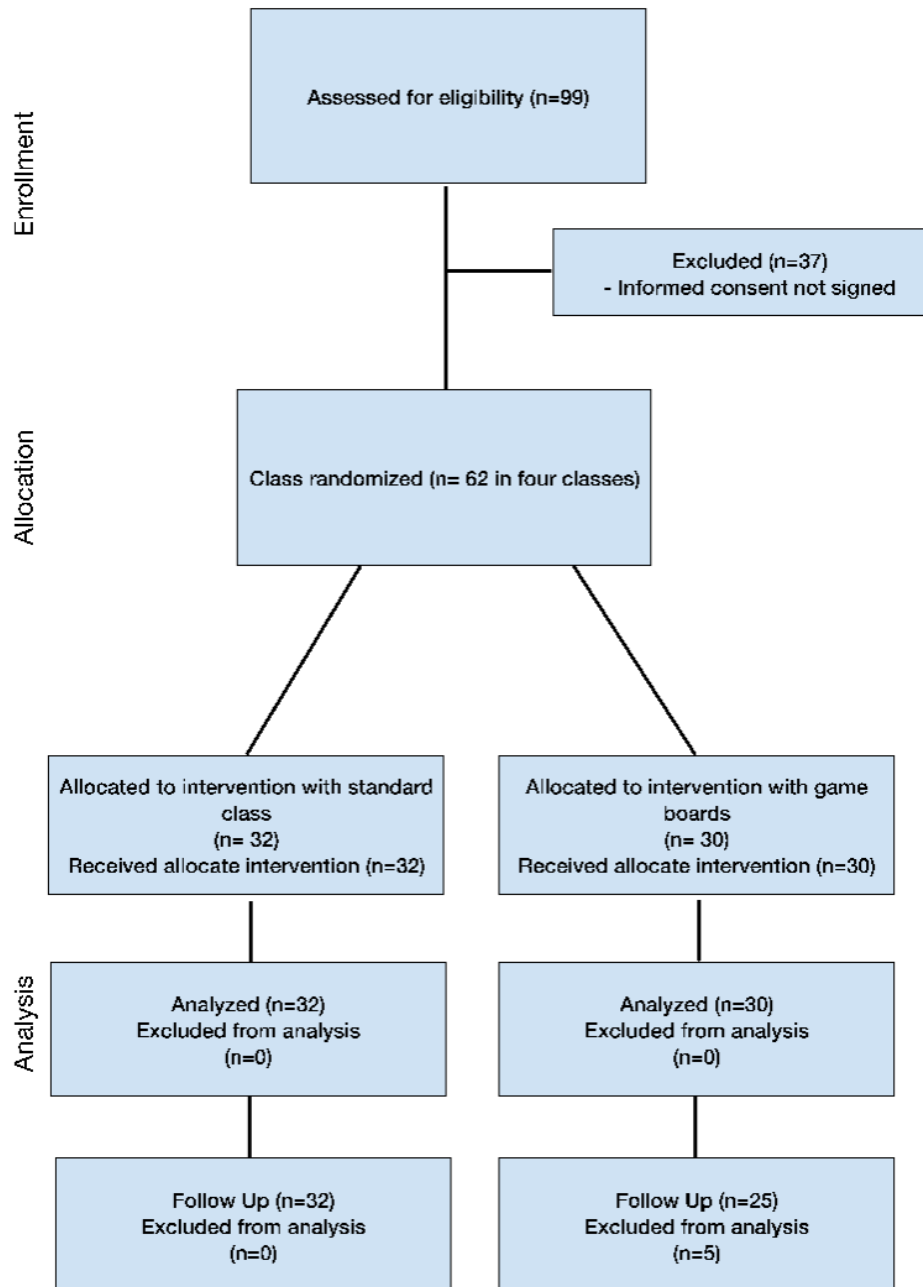 Enrollment
Assessed for eligibility (n=99)
Excluded (n=37)
- Informed consent not signed
Allocation
Class randomized (n= 62 in four classes)
Allocated to intervention with standard
class
(n= 32)
Received allocate intervention (n=32)
Allocated to intervention with game
boards
(n= 30)
Received allocate intervention (n=30)
Analysis
Analyzed (n=32)
Excluded from analysis
(n=0)
Analyzed (n=30)
Excluded from analysis
(n=0)
Follow Up (n=32)
Excluded from analysis
(n=0)
Follow Up (n=25)
Excluded from analysis
(n=5)